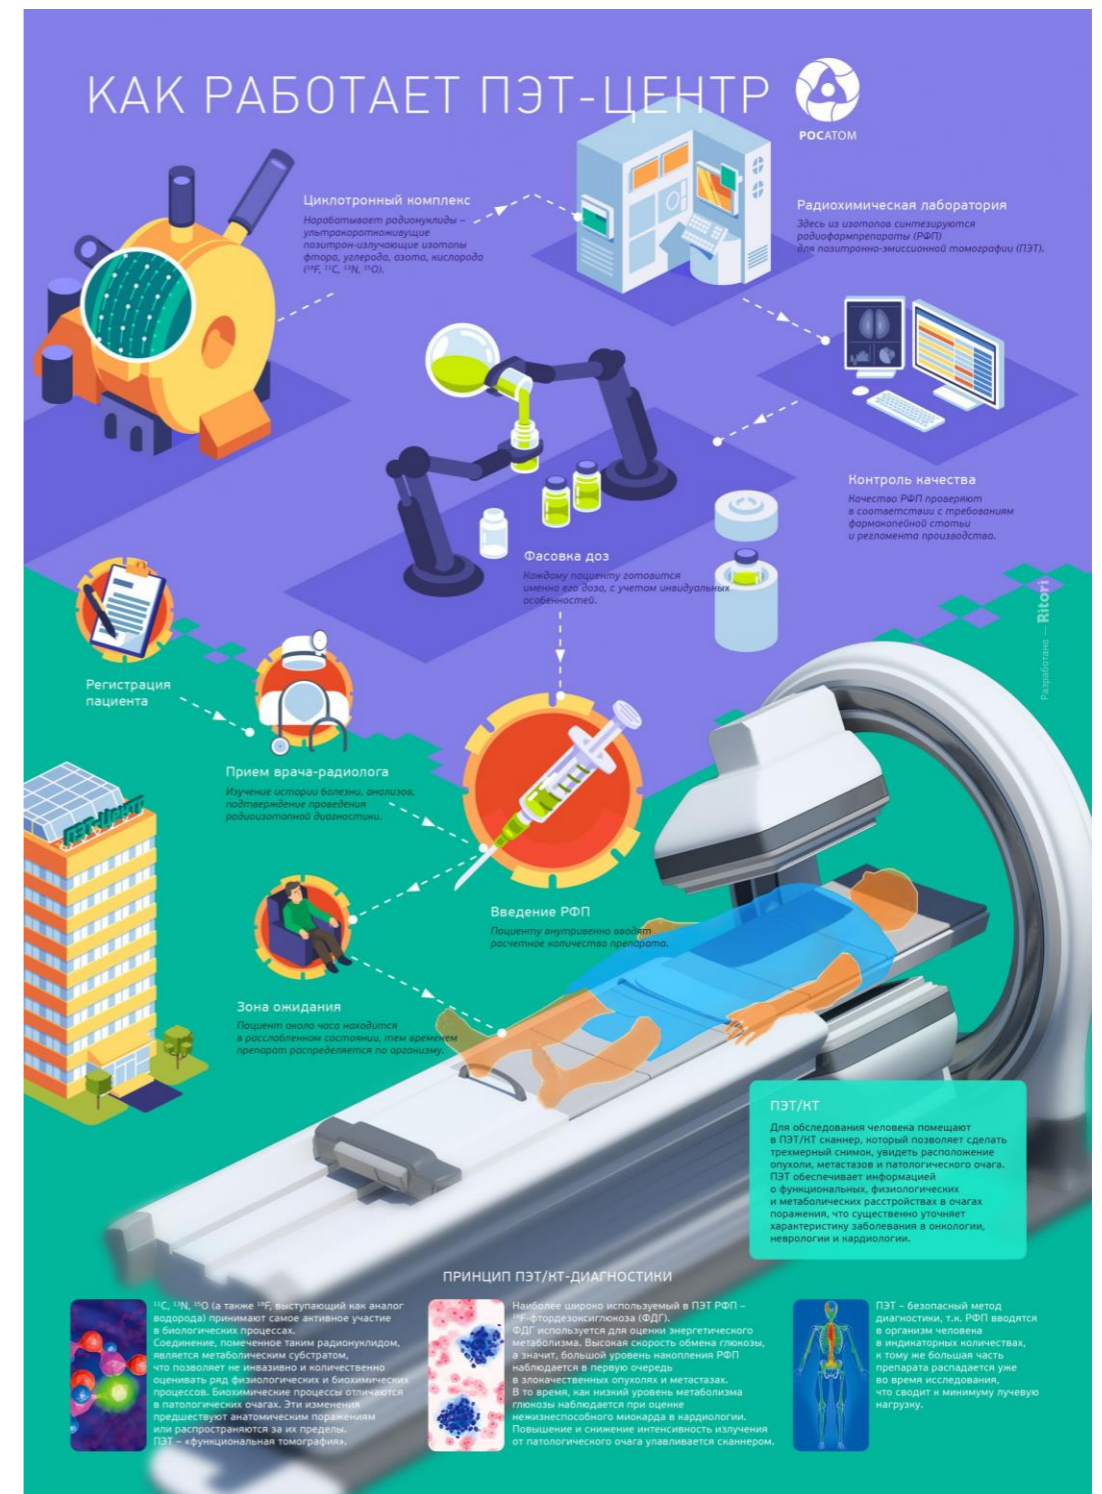 КАК РАБОТАЕТ ПЭТ-ЦЕНТР
РОСАТОМ
Циклотронный комплекс
Нарабатывает радионуклиды –
ультракороткоживущие
позитрон-излучающие изотопы
фтора, углерода, азота, кислорода
(¹⁸F, ¹¹C, ¹³N, ¹⁵O).
Радиохимическая лаборатория
Здесь из изотопов синтезируются
радиофармпрепараты (РФП)
для позитронно-эмиссионной томографии (ПЭТ).
Контроль качества
Качество РФП проверяют
в соответствии с требованиям
фармакопейной статьи
и регламента производства.
Фасовка доз
Каждому пациенту готовится
именно его доза, с учетом инвидуальных
особенностей.
Разработано — Ritori
Регистрация
пациента
Прием врача-радиолога
Изучение истории болезни, анализов,
подтверждение проведения
радиоизотопной диагностики.
ПЭТ-Центр
Введение РФП
Пациенту внутривенно вводят
расчетное количество препарата.
Зона ожидания
Пациент около часа находится
в расслабленном состоянии, тем временем
препарат распределяется по организму.
ПЭТ/КТ
Для обследования человека помещают
в ПЭТ/КТ сканнер, который позволяет сделать
трехмерный снимок, увидеть расположение
опухоли, метастазов и патологического очага.
ПЭТ обеспечивает информацией
о функциональных, физиологических
и метаболических расстройствах в очагах
поражения, что существенно уточняет
характеристику заболевания в онкологии,
неврологии и кардиологии.
ПРИНЦИП ПЭТ/КТ-ДИАГНОСТИКИ
¹¹C, ¹³N, ¹⁵O (а также ¹⁸F, выступающий как аналог
водорода) принимают самое активное участие
в биологических процессах.
Соединение, помеченное таким радионуклидом,
является метаболическим субстратом,
что позволяет не инвазивно и количественно
оценивать ряд физиологических и биохимических
процессов. Биохимические процессы отличаются
в патологических очагах. Эти изменения
предшествуют анатомическим поражениям
или распространяются за их пределы.
ПЭТ – «функциональная томография».
Наиболее широко используемый в ПЭТ РФП –
¹⁸F-фтордезоксиглюкоза (ФДГ).
ФДГ используется для оценки энергетического
метаболизма. Высокая скорость обмена глюкозы,
а значит, большой уровень накопления РФП
наблюдается в первую очередь
в злокачественных опухолях и метастазах.
В то время, как низкий уровень метаболизма
глюкозы наблюдается при оценке
нежизнеспособного миокарда в кардиологии.
Повышение и снижение интенсивность излучения
от патологического очага улавливается сканнером.
ПЭТ – безопасный метод
диагностики, т.к. РФП вводятся
в организм человека
в индикаторных количествах,
к тому же большая часть
препарата распадается уже
во время исследования,
что сводит к минимуму лучевую
нагрузку.